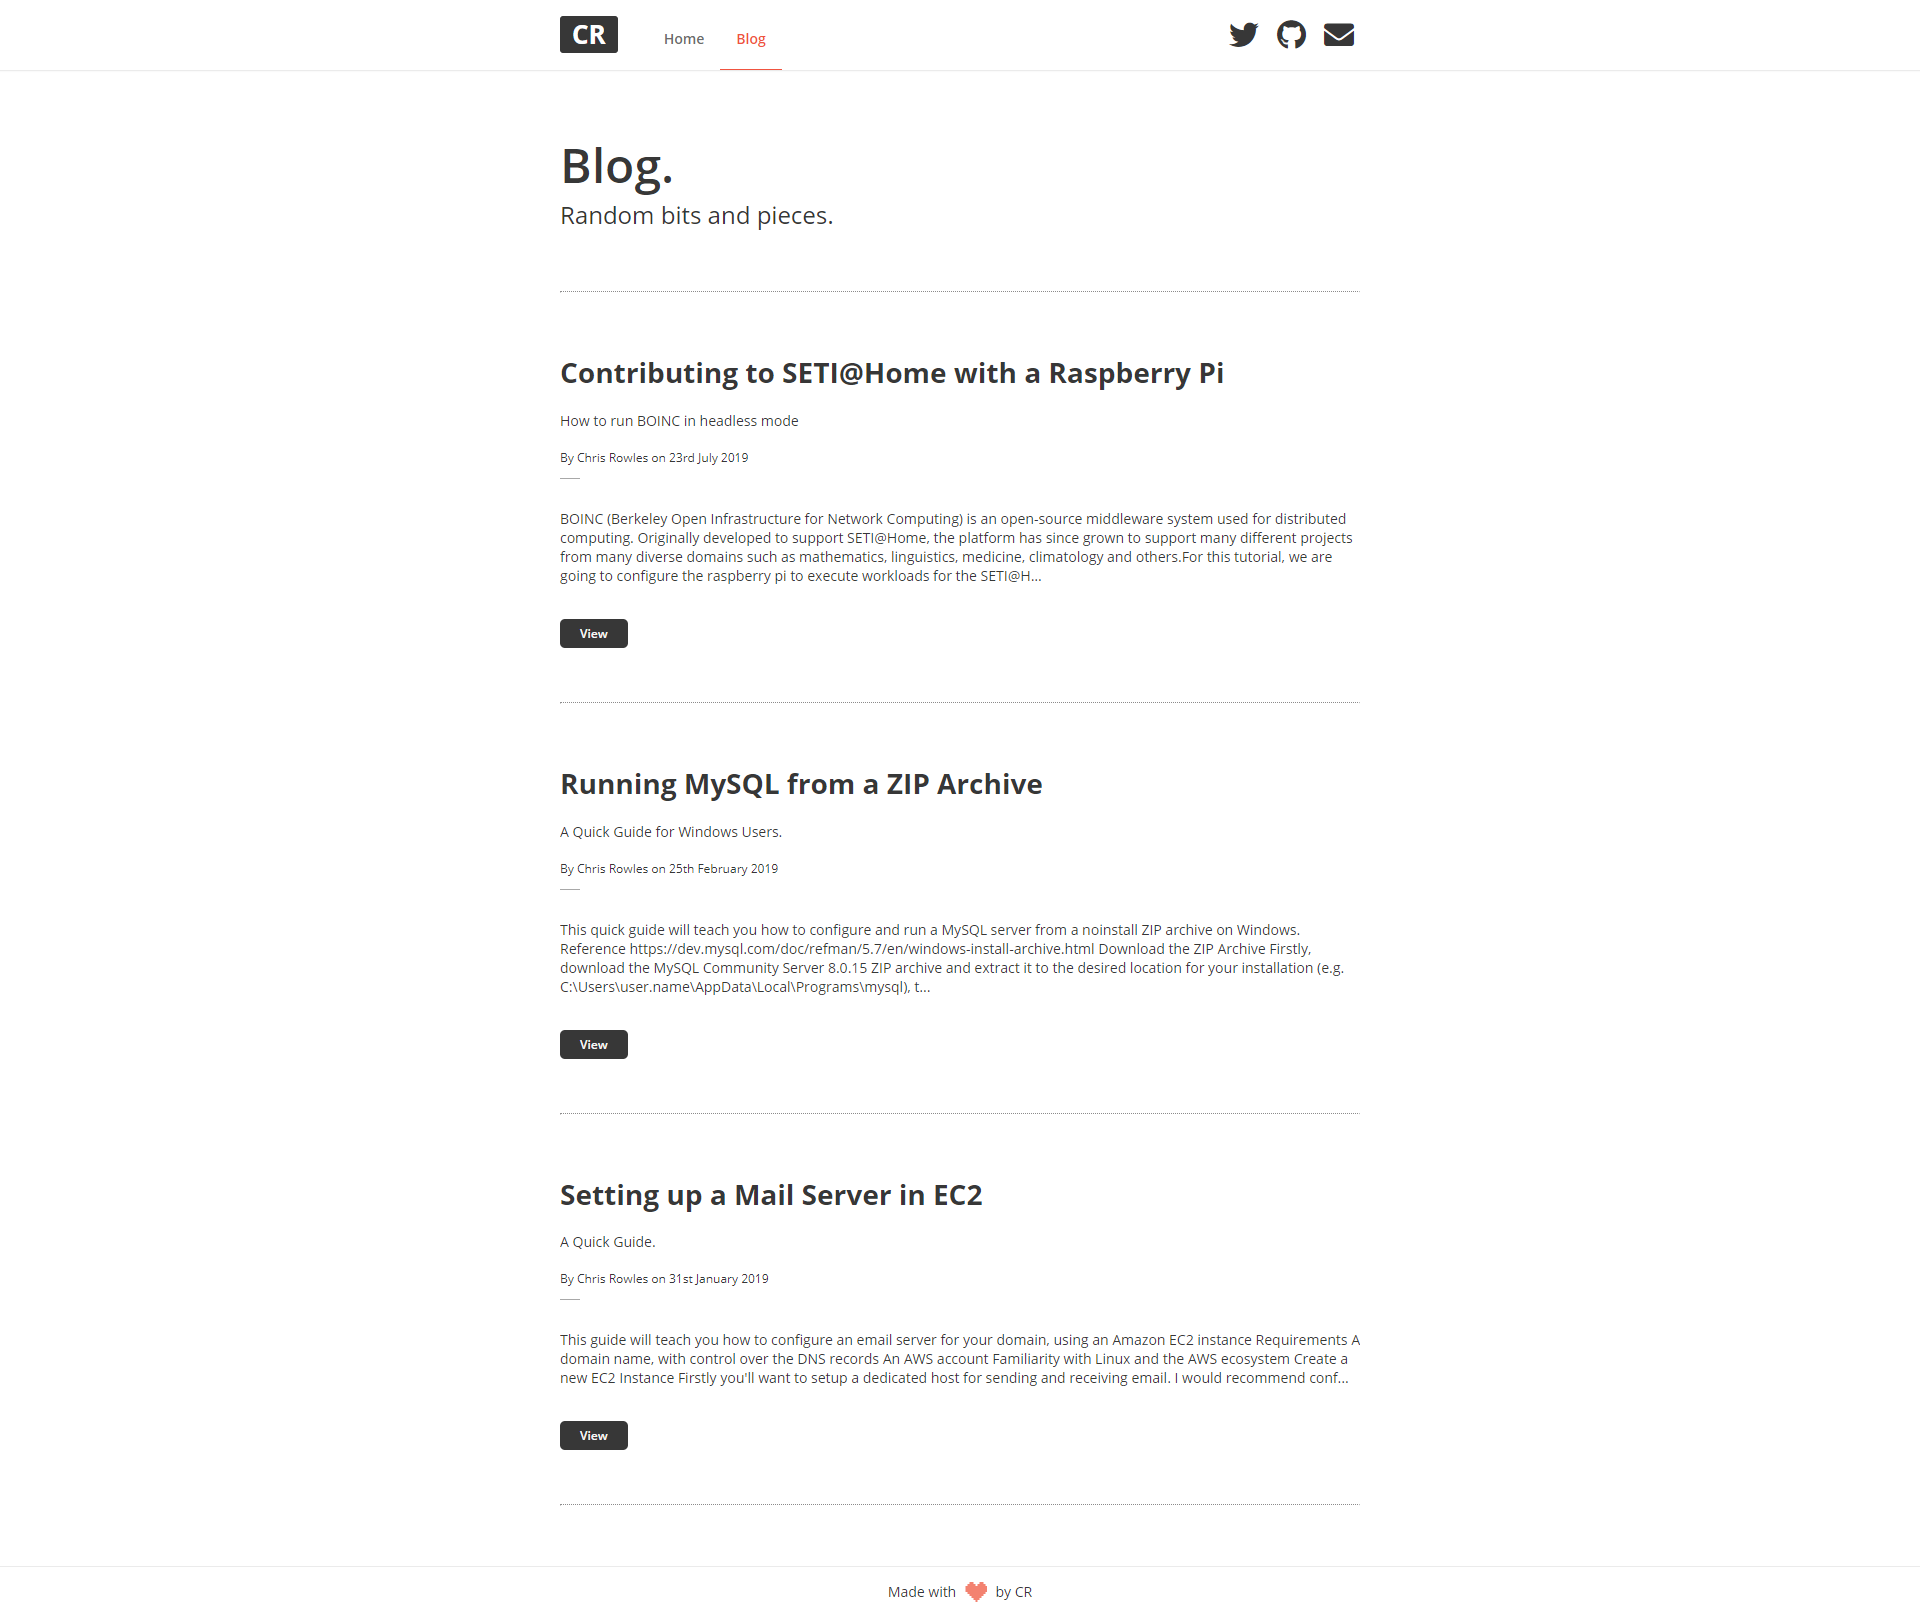 CR
Home
Blog
Blog.
Random bits and pieces.
Contributing to SETI@Home with a Raspberry Pi
How to run BOINC in headless mode
By Chris Rowles on 23rd July 2019
BOINC (Berkeley Open Infrastructure for Network Computing) is an open-source middleware system used for distributed
computing. Originally developed to support SETI@Home, the platform has since grown to support many different projects
from many diverse domains such as mathematics, linguistics, medicine, climatology and others.For this tutorial, we are
going to configure the raspberry pi to execute workloads for the SETI@H...
View
Running MySQL from a ZIP Archive
A Quick Guide for Windows Users.
By Chris Rowles on 25th February 2019
This quick guide will teach you how to configure and run a MySQL server from a noinstall ZIP archive on Windows.
Reference https://dev.mysql.com/doc/refman/5.7/en/windows-install-archive.html Download the ZIP Archive Firstly,
download the MySQL Community Server 8.0.15 ZIP archive and extract it to the desired location for your installation (e.g.
C:\Users\user.name\AppData\Local\Programs\mysql), t...
View
Setting up a Mail Server in EC2
A Quick Guide.
By Chris Rowles on 31st January 2019
This guide will teach you how to configure an email server for your domain, using an Amazon EC2 instance Requirements A
domain name, with control over the DNS records An AWS account Familiarity with Linux and the AWS ecosystem Create a
new EC2 Instance Firstly you'll want to setup a dedicated host for sending and receiving email. I would recommend conf...
View
Made with by CR